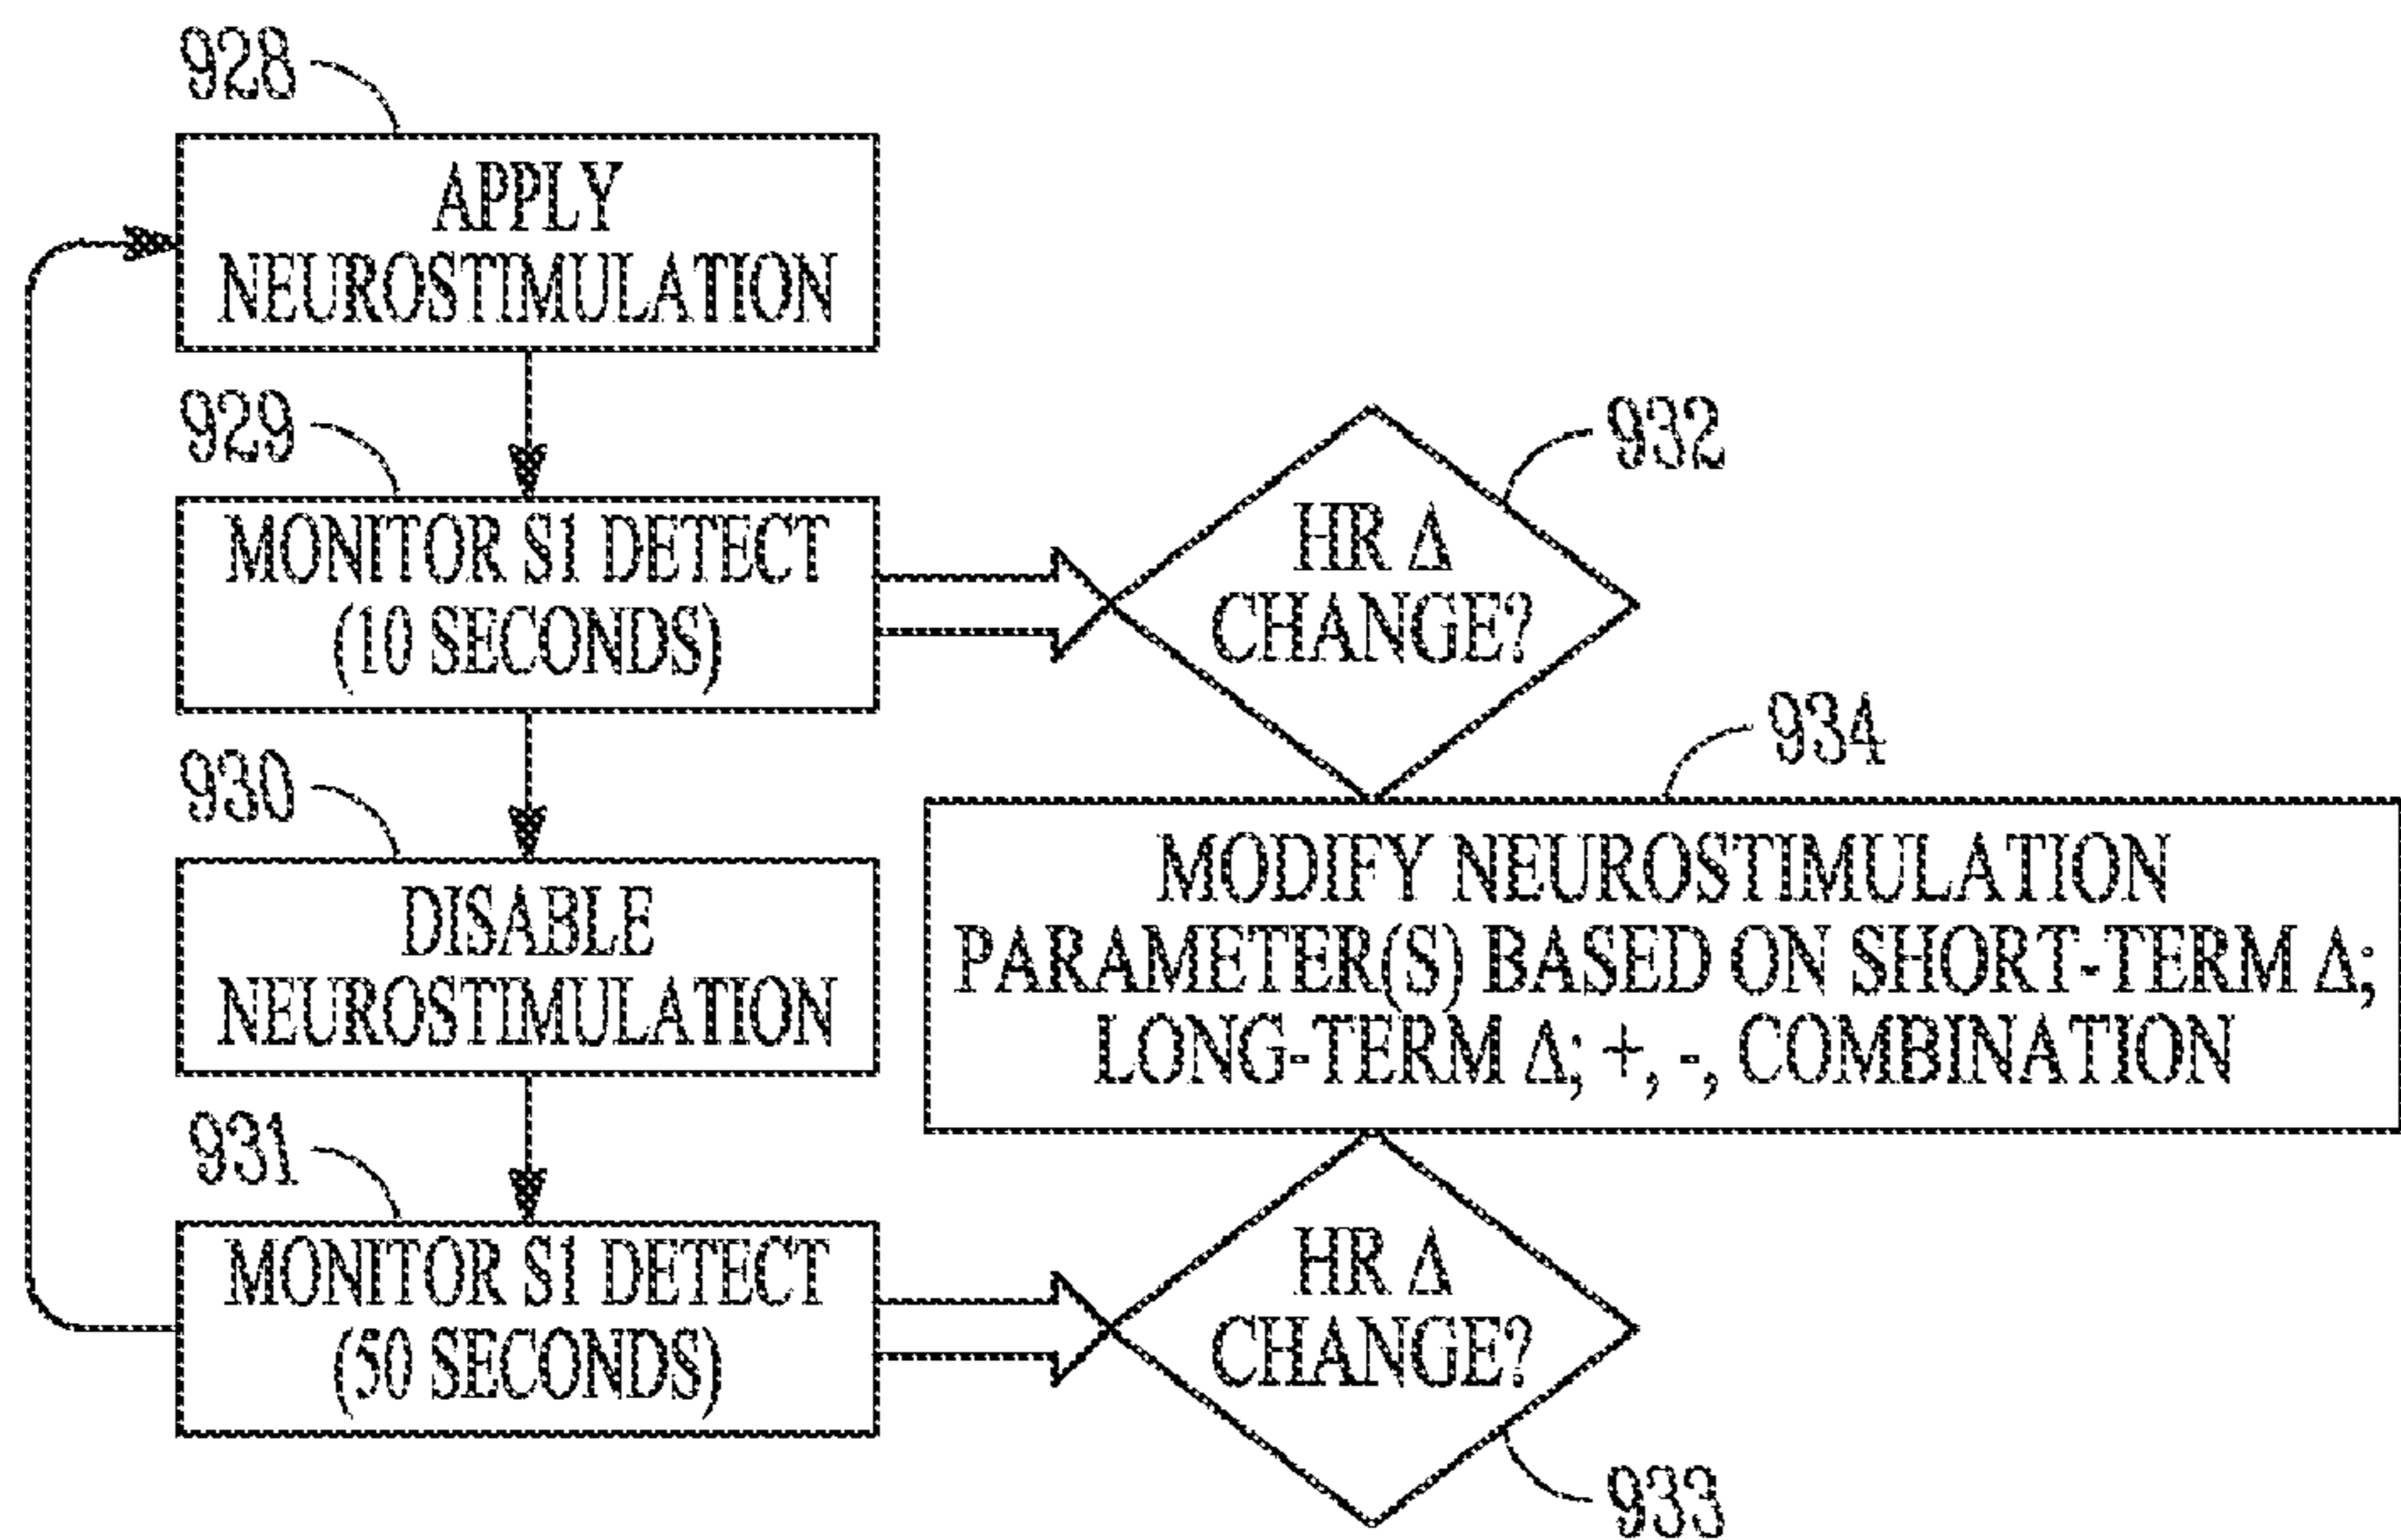 928
APPLY
NEUROSTIMULATION
929
MONITOR S1 DETECT
(10 SECONDS)
932
HR Δ
CHANGE?
930
DISABLE
NEUROSTIMULATION
934
MODIFY NEUROSTIMULATION
PARAMETER(S) BASED ON SHORT-TERM Δ;
LONG-TERM Δ; +, -, COMBINATION
931
MONITOR S1 DETECT
(50 SECONDS)
HR Δ
CHANGE?
933